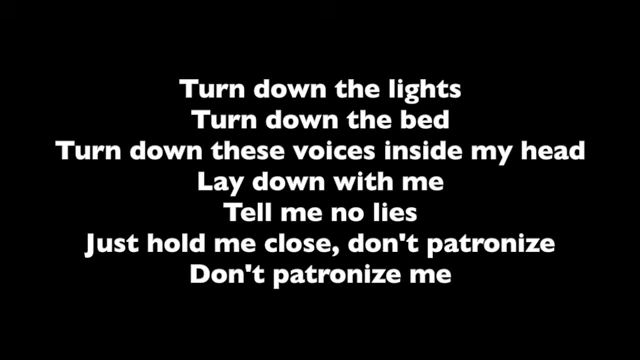 Turn down the lights
Turn down the bed
Turn down these voices inside my head
Lay down with me
Tell me no lies
Just hold me close, don't patronize
Don't patronize me